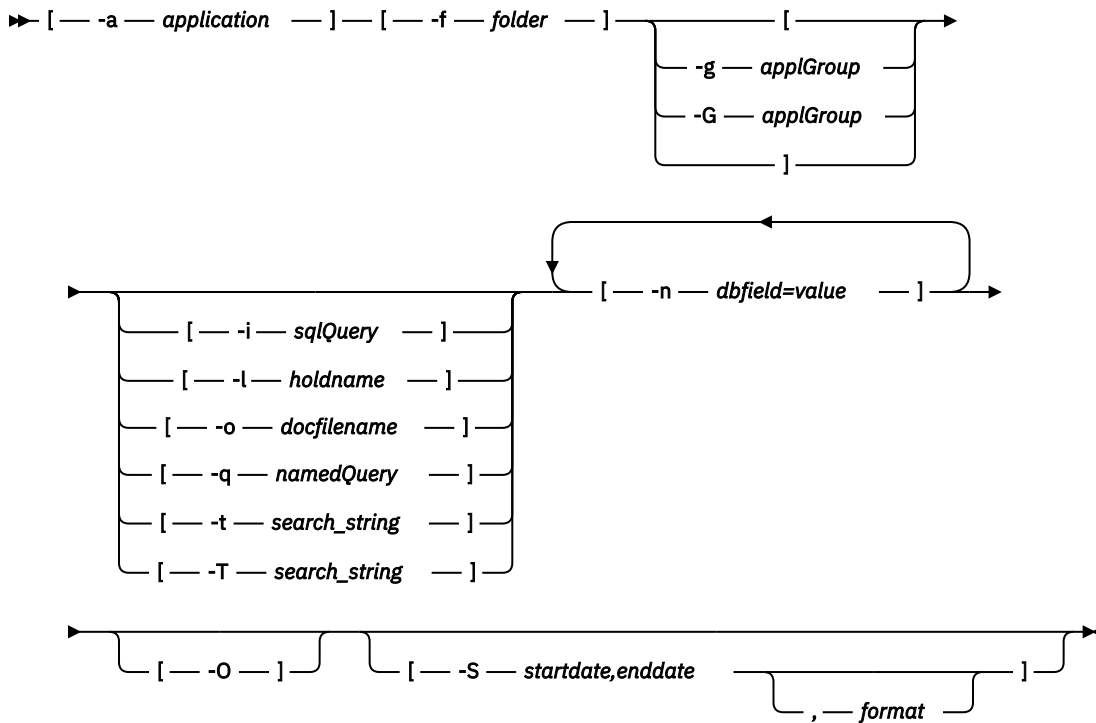 [ -a application ] [ -f folder ] [
-g applGroup
-G applGroup
]
[ -n dbfield=value ]
[ -i sqlQuery ]
[ -l holdname ]
[ -o docfilename ]
[ -q namedQuery ]
[ -t search_string ]
[ -T search_string ]
[ -O ] [ -S startdate,enddate ]
, format